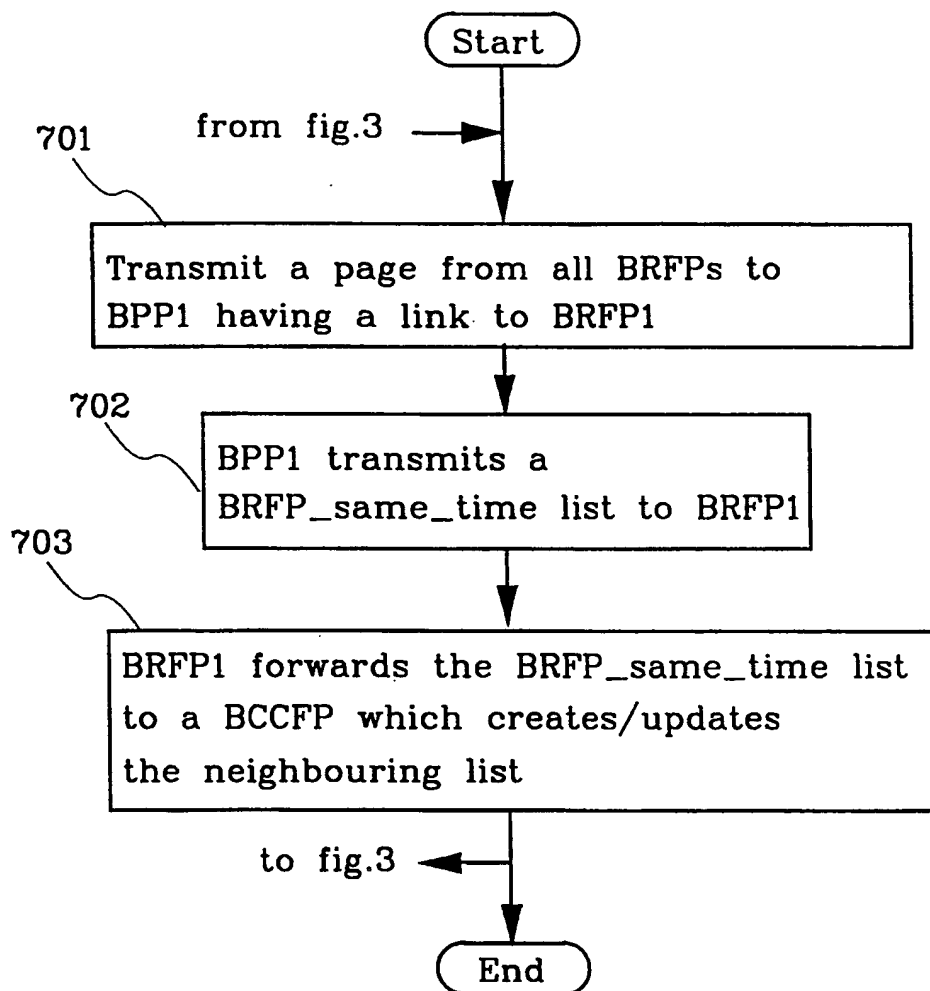 Start
from fig.3
701
Transmit a page from all BRFPs to
BPP1 having a link to BRFP1
702
BPP1 transmits a
BRFP_same_time list to BRFP1
703
BRFP1 forwards the BRFP_same_time list
to a BCCFP which creates/updates
the neighbouring list
to fig.3
End